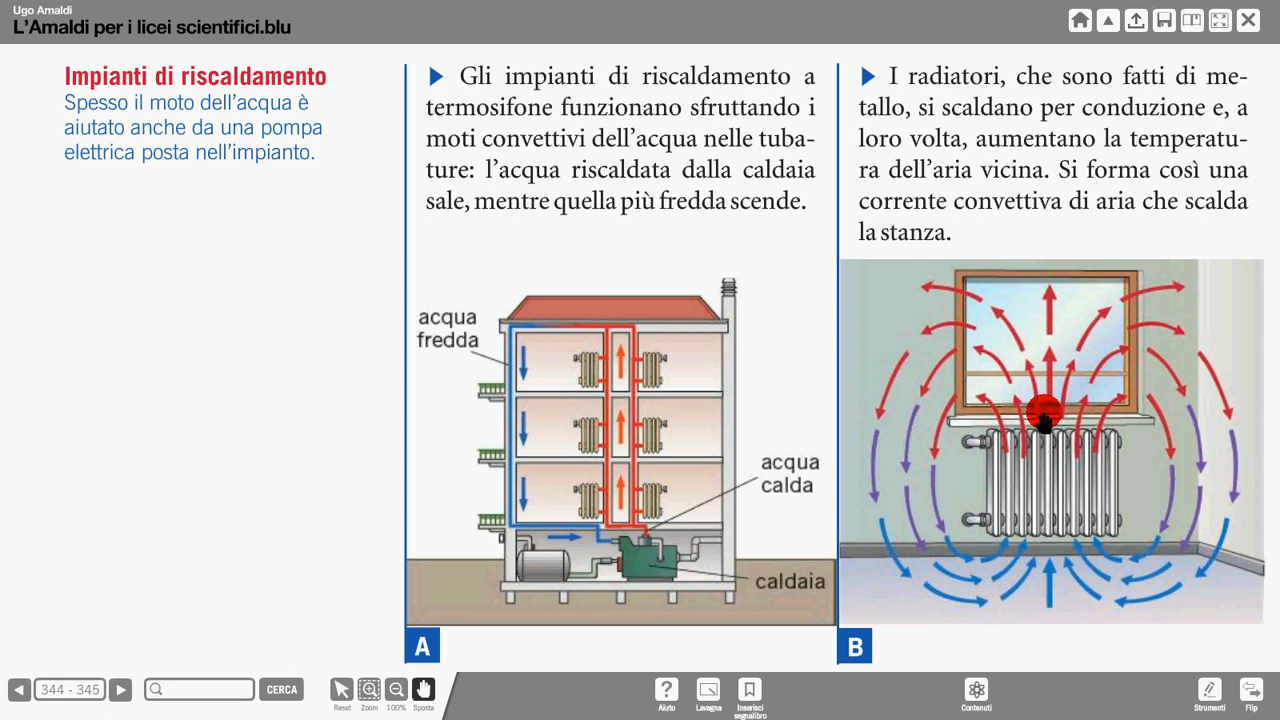 Ugo Amaldi
L'Amaldi per i licei scientifici.blu
Impianti di riscaldamento
Spesso il moto dell'acqua è
aiutato anche da una pompa
elettrica posta nell'impianto.
Gli impianti di riscaldamento a
termosifone funzionano sfruttando i
moti convettivi dell'acqua nelle tuba-
ture: l'acqua riscaldata dalla caldaia
sale, mentre quella più fredda scende.
acqua
fredda
acqua
calda
caldaia
A
I radiatori, che sono fatti di me-
tallo, si scaldano per conduzione e, a
loro volta, aumentano la temperatu-
ra dell'aria vicina. Si forma così una
corrente convettiva di aria che scalda
la stanza.
B
344 - 345
CERCA
Reset
Zoom
100%
Sposta
Aiuto
Lavagna
Inserisci
segnalibro
Contenuti
Strumenti
Flip